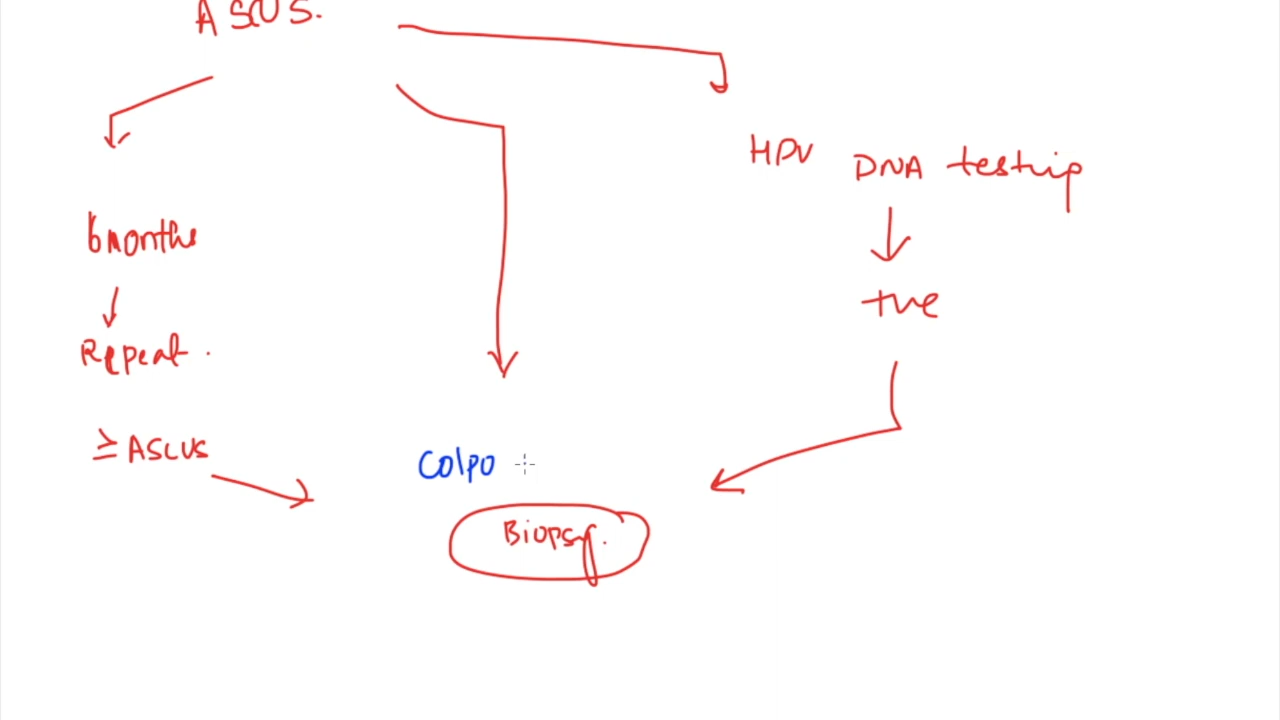 ASCUS.
HPV DNA testing
6months
+ve
Repeat.
≥ ASCUS
Colpo
Biopsy.